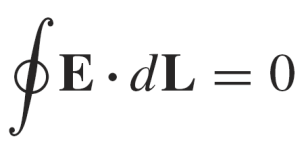 ∮ E · dL = 0